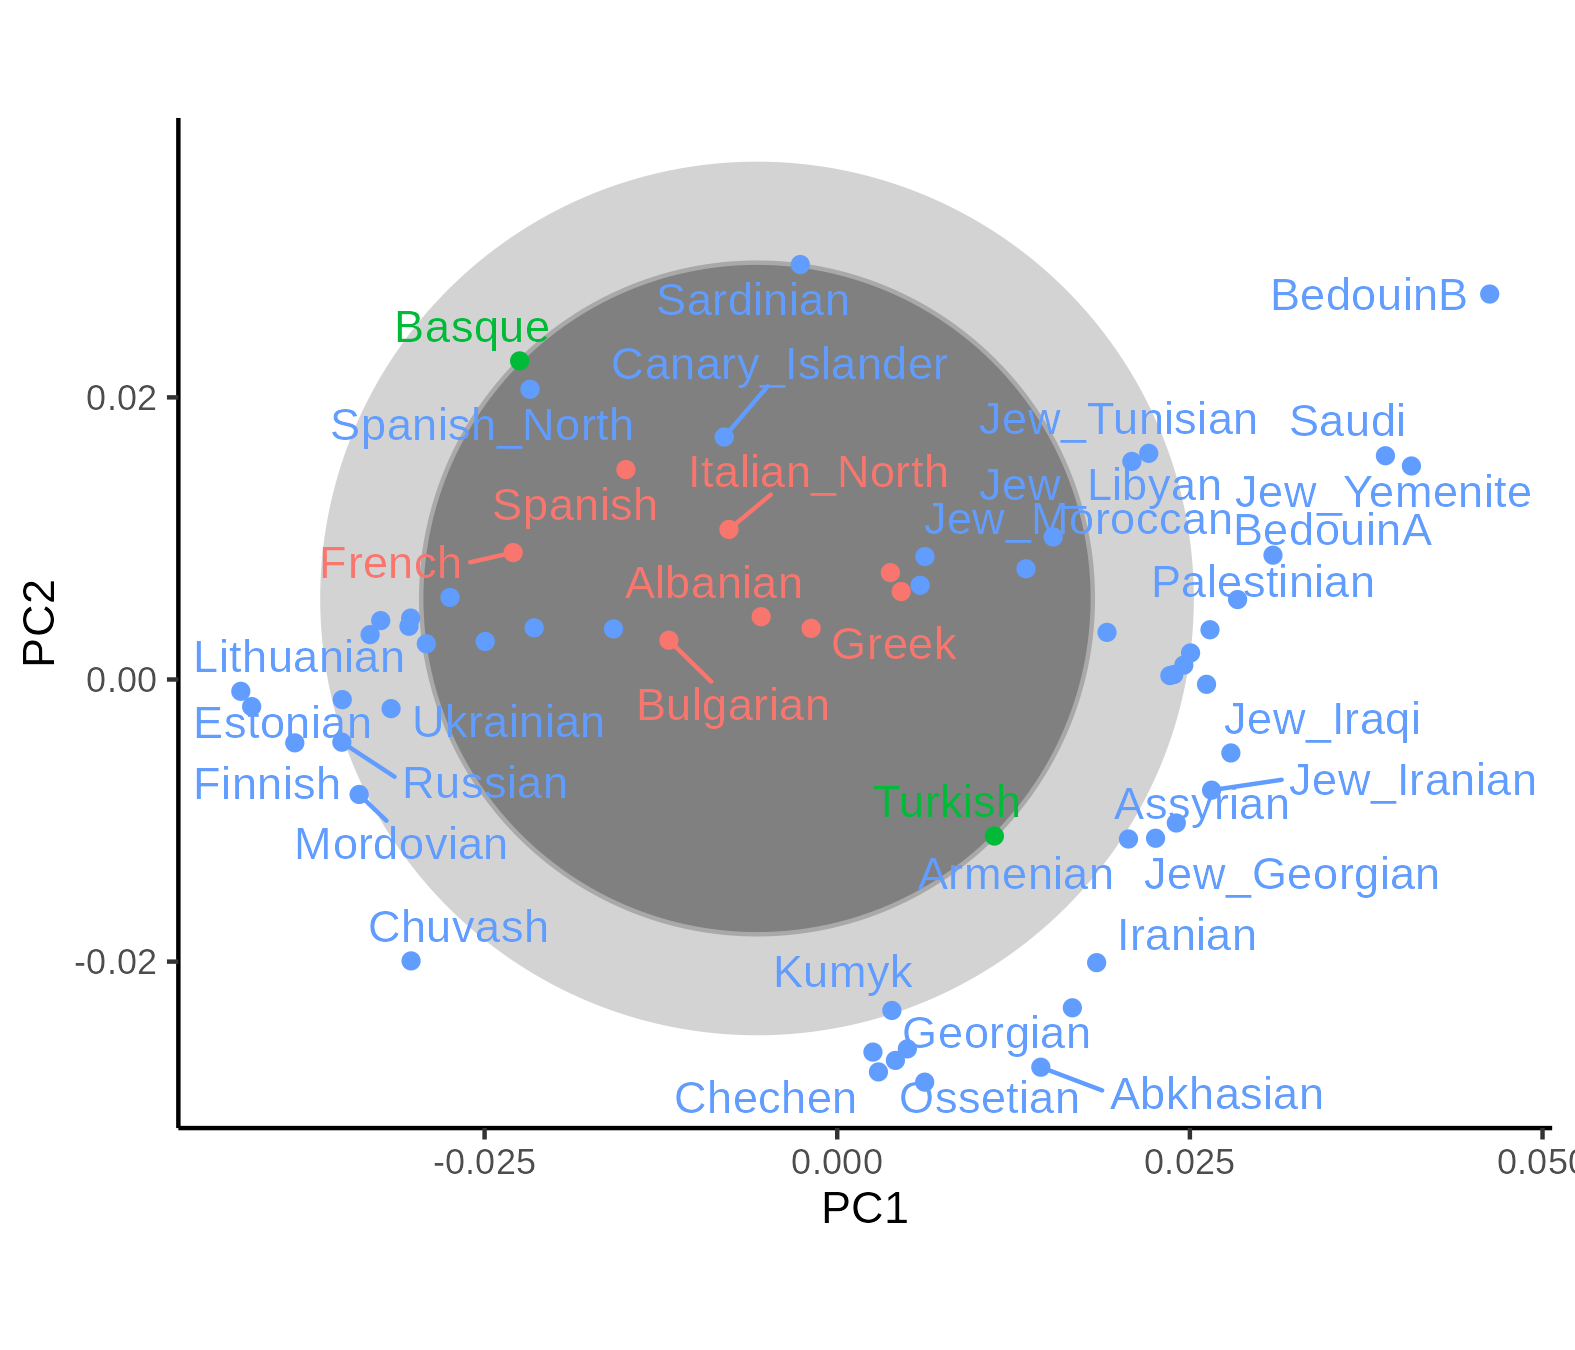 Sardinian
BedouinB
Basque
Canary_Islander
0.02
Spanish_North
Jew_Tunisian
Saudi
Italian_North
Jew_Libyan
Jew_Yemenite
Spanish
Jew_Moroccan
BedouinA
French
Albanian
Palestinian
PC2
Lithuanian
Greek
0.00
Bulgarian
Estonian
Ukrainian
Jew_Iraqi
Finnish
Russian
Jew_Iranian
Turkish
Assyrian
Mordovian
Armenian
Jew_Georgian
Chuvash
Iranian
-0.02
Kumyk
Georgian
Chechen
Ossetian
Abkhasian
-0.025
0.000
0.025
0.050
PC1